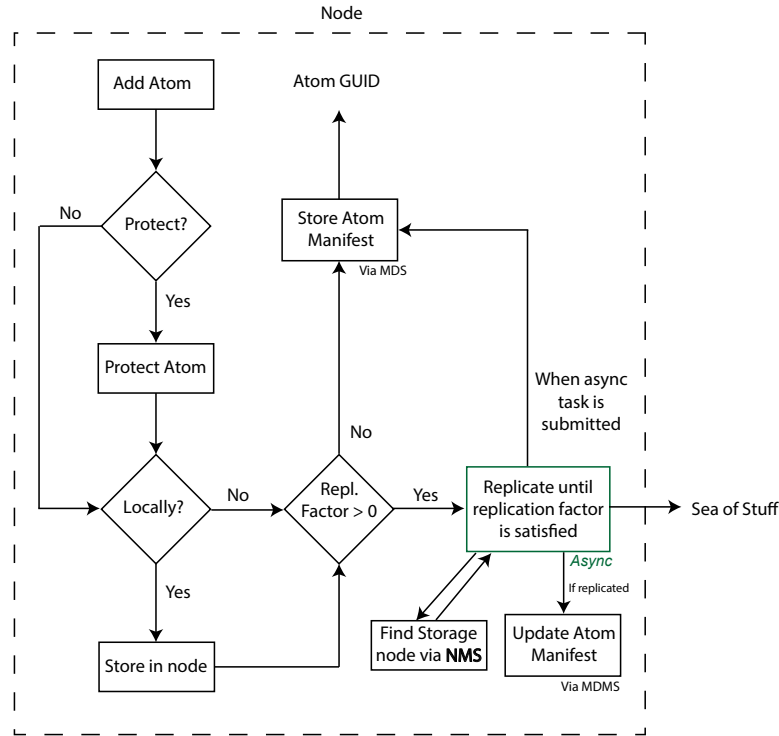 Node
Add Atom
Atom GUID
No
Protect?
Store Atom
Manifest
Via MDS
Yes
Protect Atom
When async
task is
submitted
No
Locally?
No
Repl.
Factor > 0
Yes
Replicate until
replication factor
is satisfied
Sea of Stuff
Async
If replicated
Yes
Find Storage
node via NMS
Update Atom
Manifest
Store in node
Via MDMS